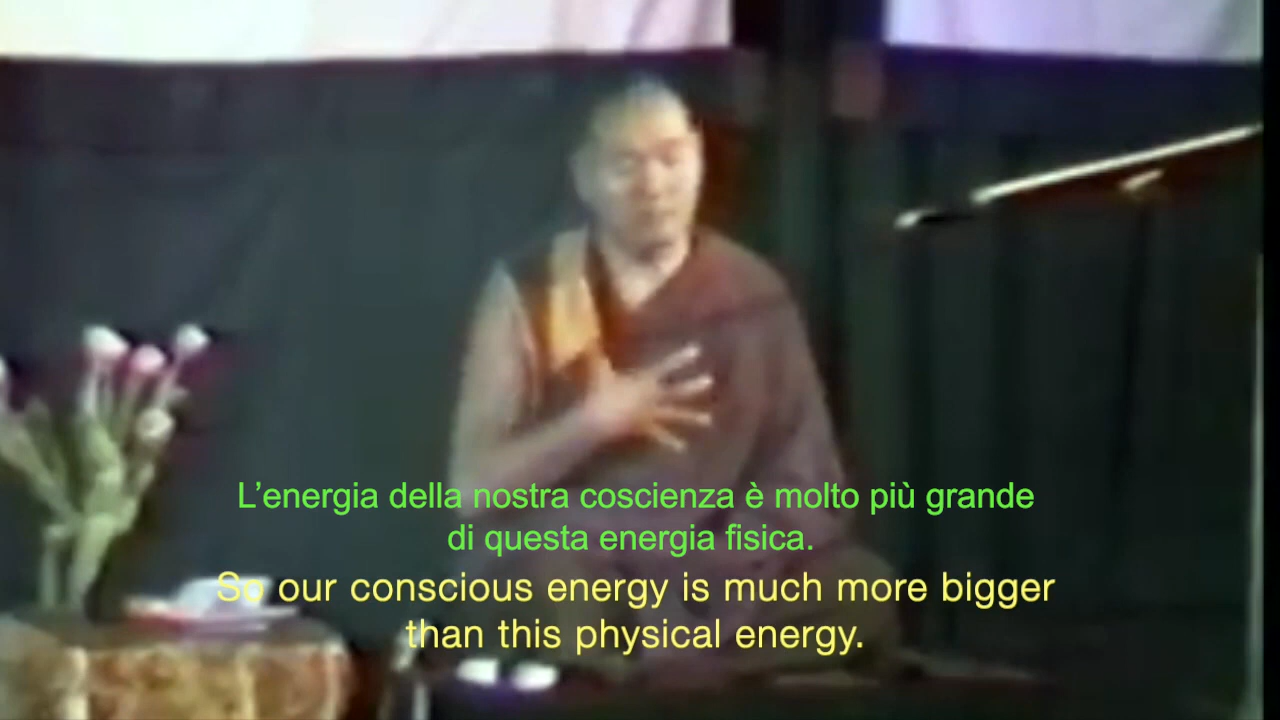 L’energia della nostra coscienza è molto più grande
di questa energia fisica.
So our conscious energy is much more bigger
than this physical energy.